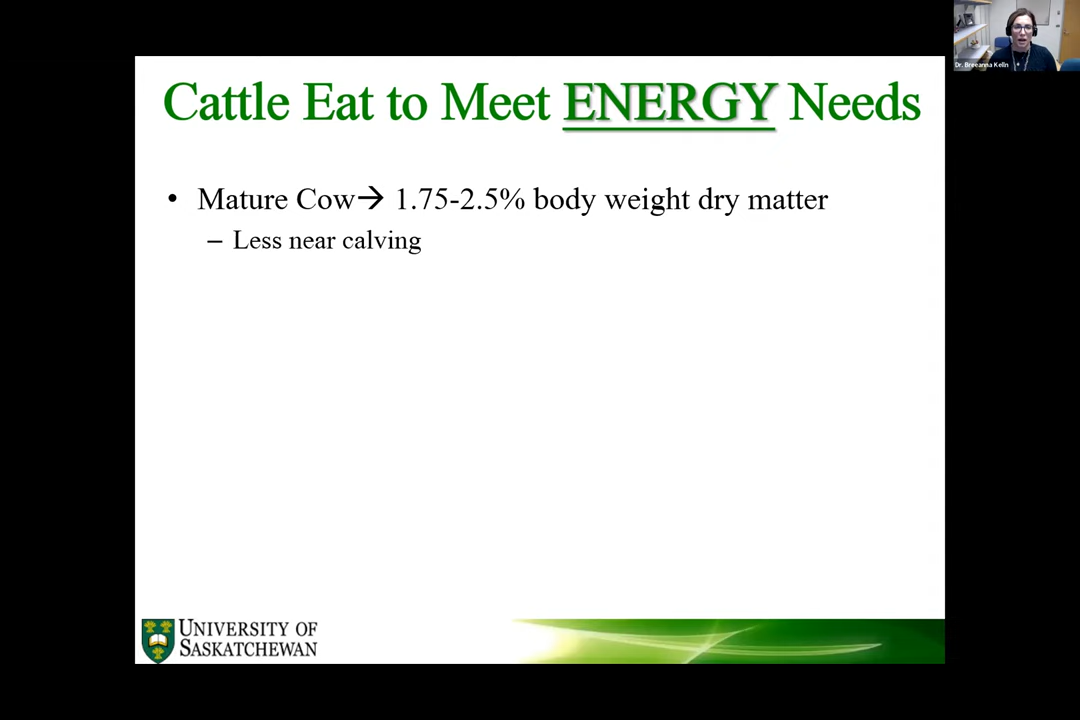 Cattle Eat to Meet ENERGY Needs
• Mature Cow→ 1.75-2.5% body weight dry matter
– Less near calving
UNIVERSITY OF
SASKATCHEWAN
Dr. Breeanna Kelln